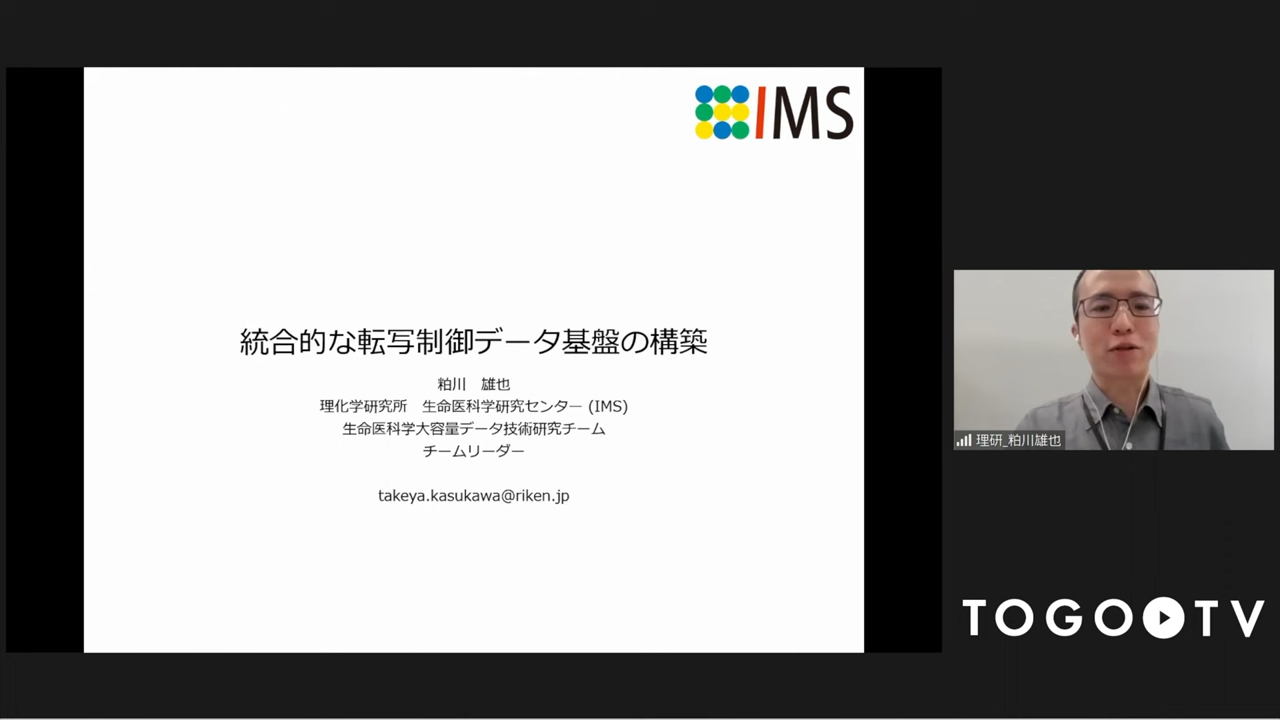 IMS
統合的な転写制御データ基盤の構築
粕川　雄也
理化学研究所　生命医科学研究センター (IMS)
生命医科学大容量データ技術研究チーム
チームリーダー
takeya.kasukawa@riken.jp
理研_粕川雄也
TOGO TV